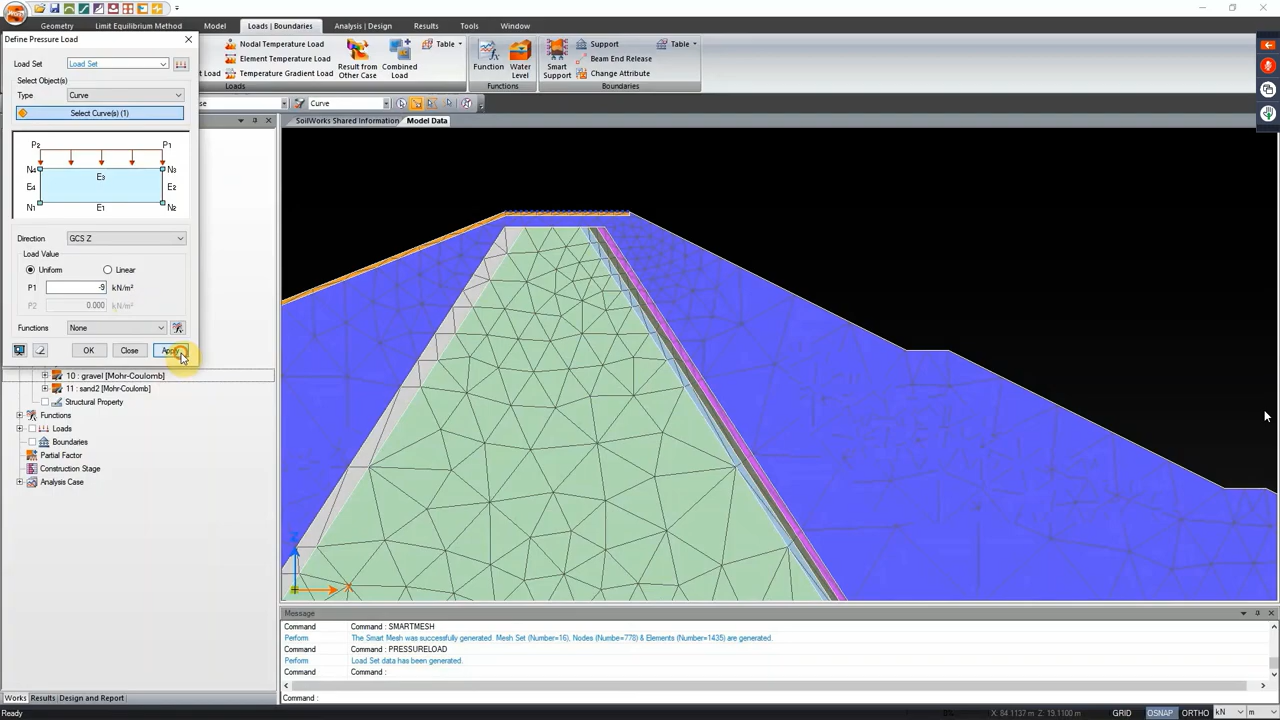 Geometry
Limit Equilibrium Method
Model
Loads | Boundaries
Analysis | Design
Results
Tools
Window
Define Pressure Load
Load Set
Load Set
Select Object(s)
Type
Curve
Select Curve(s) (1)
P2
P1
N4
N3
E3
E4
E2
N1
E1
N2
Direction
GCS Z
Load Value
Uniform
Linear
P1
-9
kN/m²
P2
0.000
kN/m²
Functions
None
OK
Close
Apply
Nodal Temperature Load
Element Temperature Load
Temperature Gradient Load
Load
Result from
Other Case
Combined
Load
Table
Loads
Function
Water
Level
Functions
Smart
Support
Support
Beam End Release
Change Attribute
Table
Boundaries
Curve
SoilWorks Shared Information
Model Data
10 : gravel [Mohr-Coulomb]
11 : sand2 [Mohr-Coulomb]
Structural Property
Functions
Loads
Boundaries
Partial Factor
Construction Stage
Analysis Case
Z
X
Message
Command Command : SMARTMESH
Perform The Smart Mesh was successfully generated. Mesh Set (Number=16), Nodes (Numbe=778) & Elements (Number=1435) are generated.
Command Command : PRESSURELOAD
Perform Load Set data has been generated.
Command Command :
Works
Results
Design and Report
Command :
Ready
X: 84.1137 m Z: 19.1100 m
GRID
OSNAP
ORTHO
kN
m